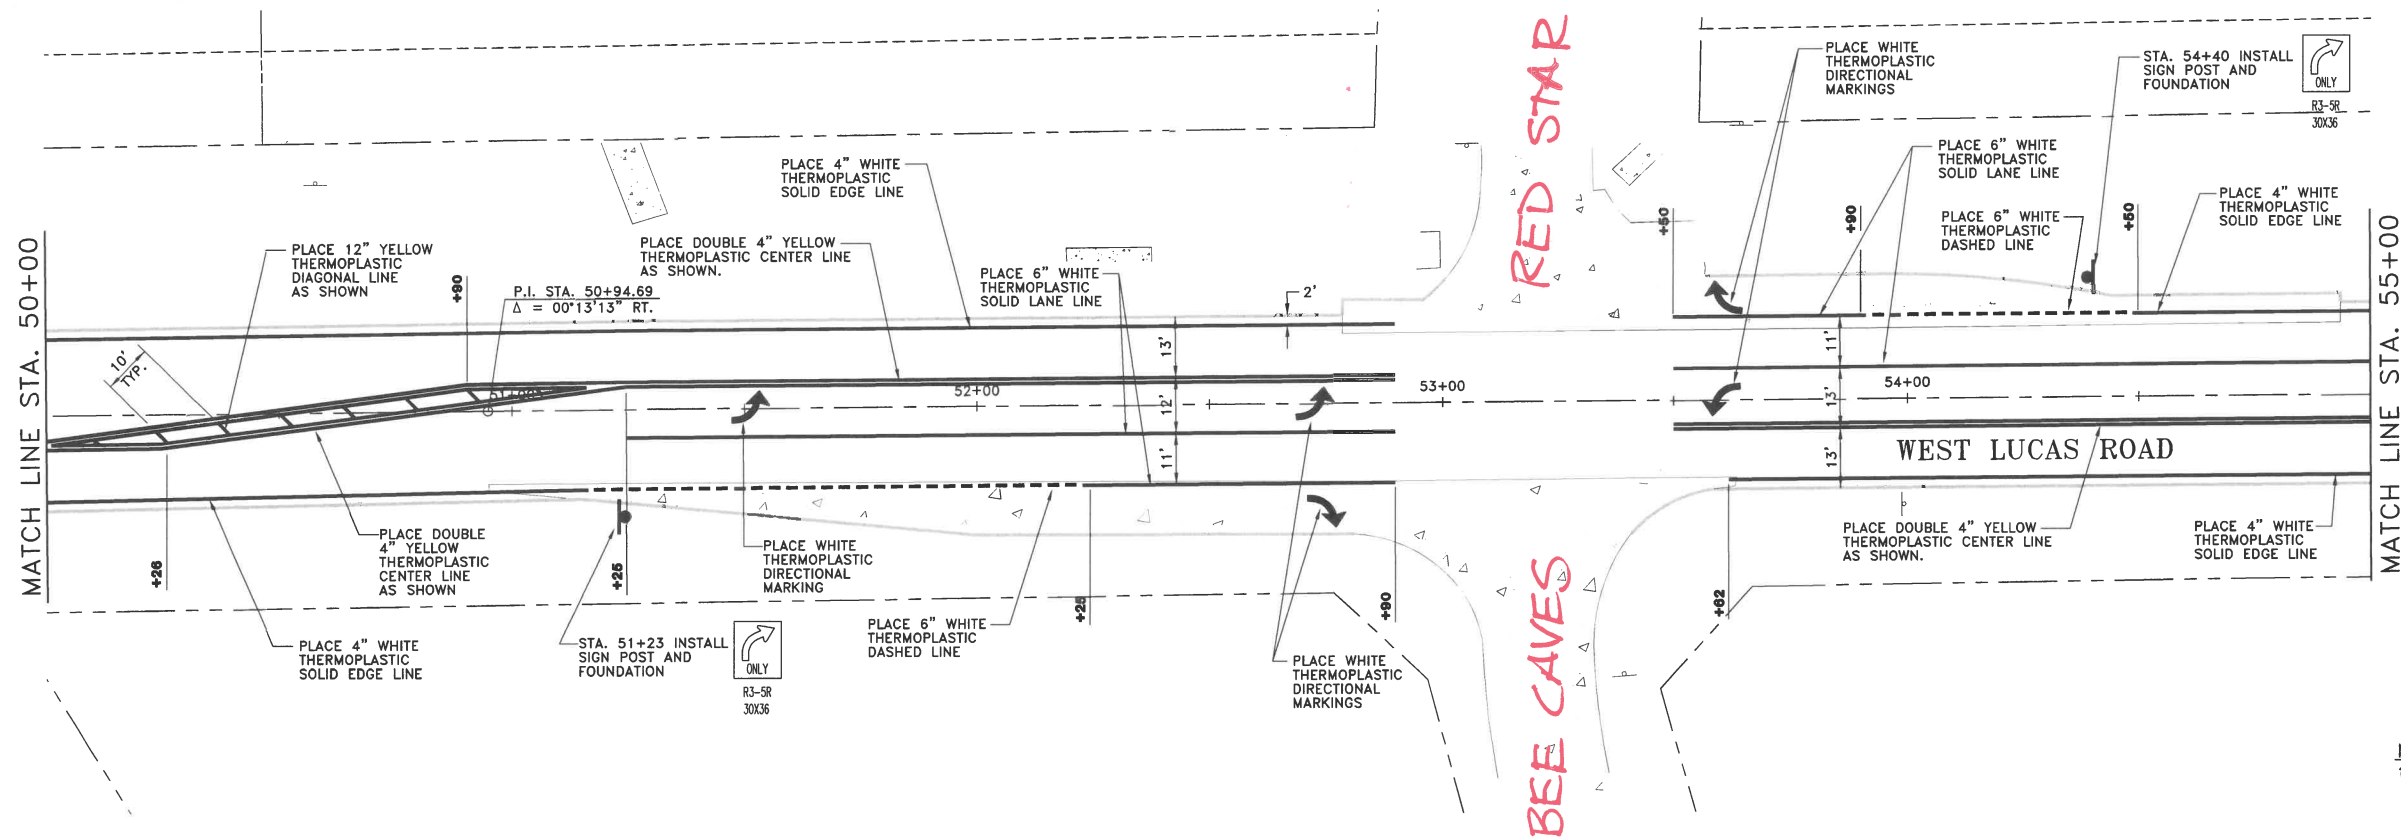 MATCH LINE STA. 50+00
PLACE 12" YELLOW
THERMOPLASTIC
DIAGONAL LINE
AS SHOWN
10'
TYP.
+26
+90
P.I. STA. 50+94.69
Δ = 00°13'13" RT.
51+00
PLACE DOUBLE
4" YELLOW
THERMOPLASTIC
CENTER LINE
AS SHOWN
PLACE 4" WHITE
THERMOPLASTIC
SOLID EDGE LINE
+25
STA. 51+23 INSTALL
SIGN POST AND
FOUNDATION
ONLY
R3-5R
30X36
PLACE DOUBLE 4" YELLOW
THERMOPLASTIC CENTER LINE
AS SHOWN.
PLACE 4" WHITE
THERMOPLASTIC
SOLID EDGE LINE
PLACE 6" WHITE
THERMOPLASTIC
SOLID LANE LINE
52+00
13'
12'
11'
2'
PLACE WHITE
THERMOPLASTIC
DIRECTIONAL
MARKING
PLACE 6" WHITE
THERMOPLASTIC
DASHED LINE
+25
+90
PLACE WHITE
THERMOPLASTIC
DIRECTIONAL
MARKINGS
53+00
RED STAR
BEE CAVES
+50
+62
PLACE WHITE
THERMOPLASTIC
DIRECTIONAL
MARKINGS
+90
PLACE 6" WHITE
THERMOPLASTIC
SOLID LANE LINE
PLACE 6" WHITE
THERMOPLASTIC
DASHED LINE
+50
STA. 54+40 INSTALL
SIGN POST AND
FOUNDATION
ONLY
R3-5R
30X36
PLACE 4" WHITE
THERMOPLASTIC
SOLID EDGE LINE
11'
13'
13'
54+00
WEST LUCAS ROAD
PLACE DOUBLE 4" YELLOW
THERMOPLASTIC CENTER LINE
AS SHOWN.
PLACE 4" WHITE
THERMOPLASTIC
SOLID EDGE LINE
MATCH LINE STA. 55+00